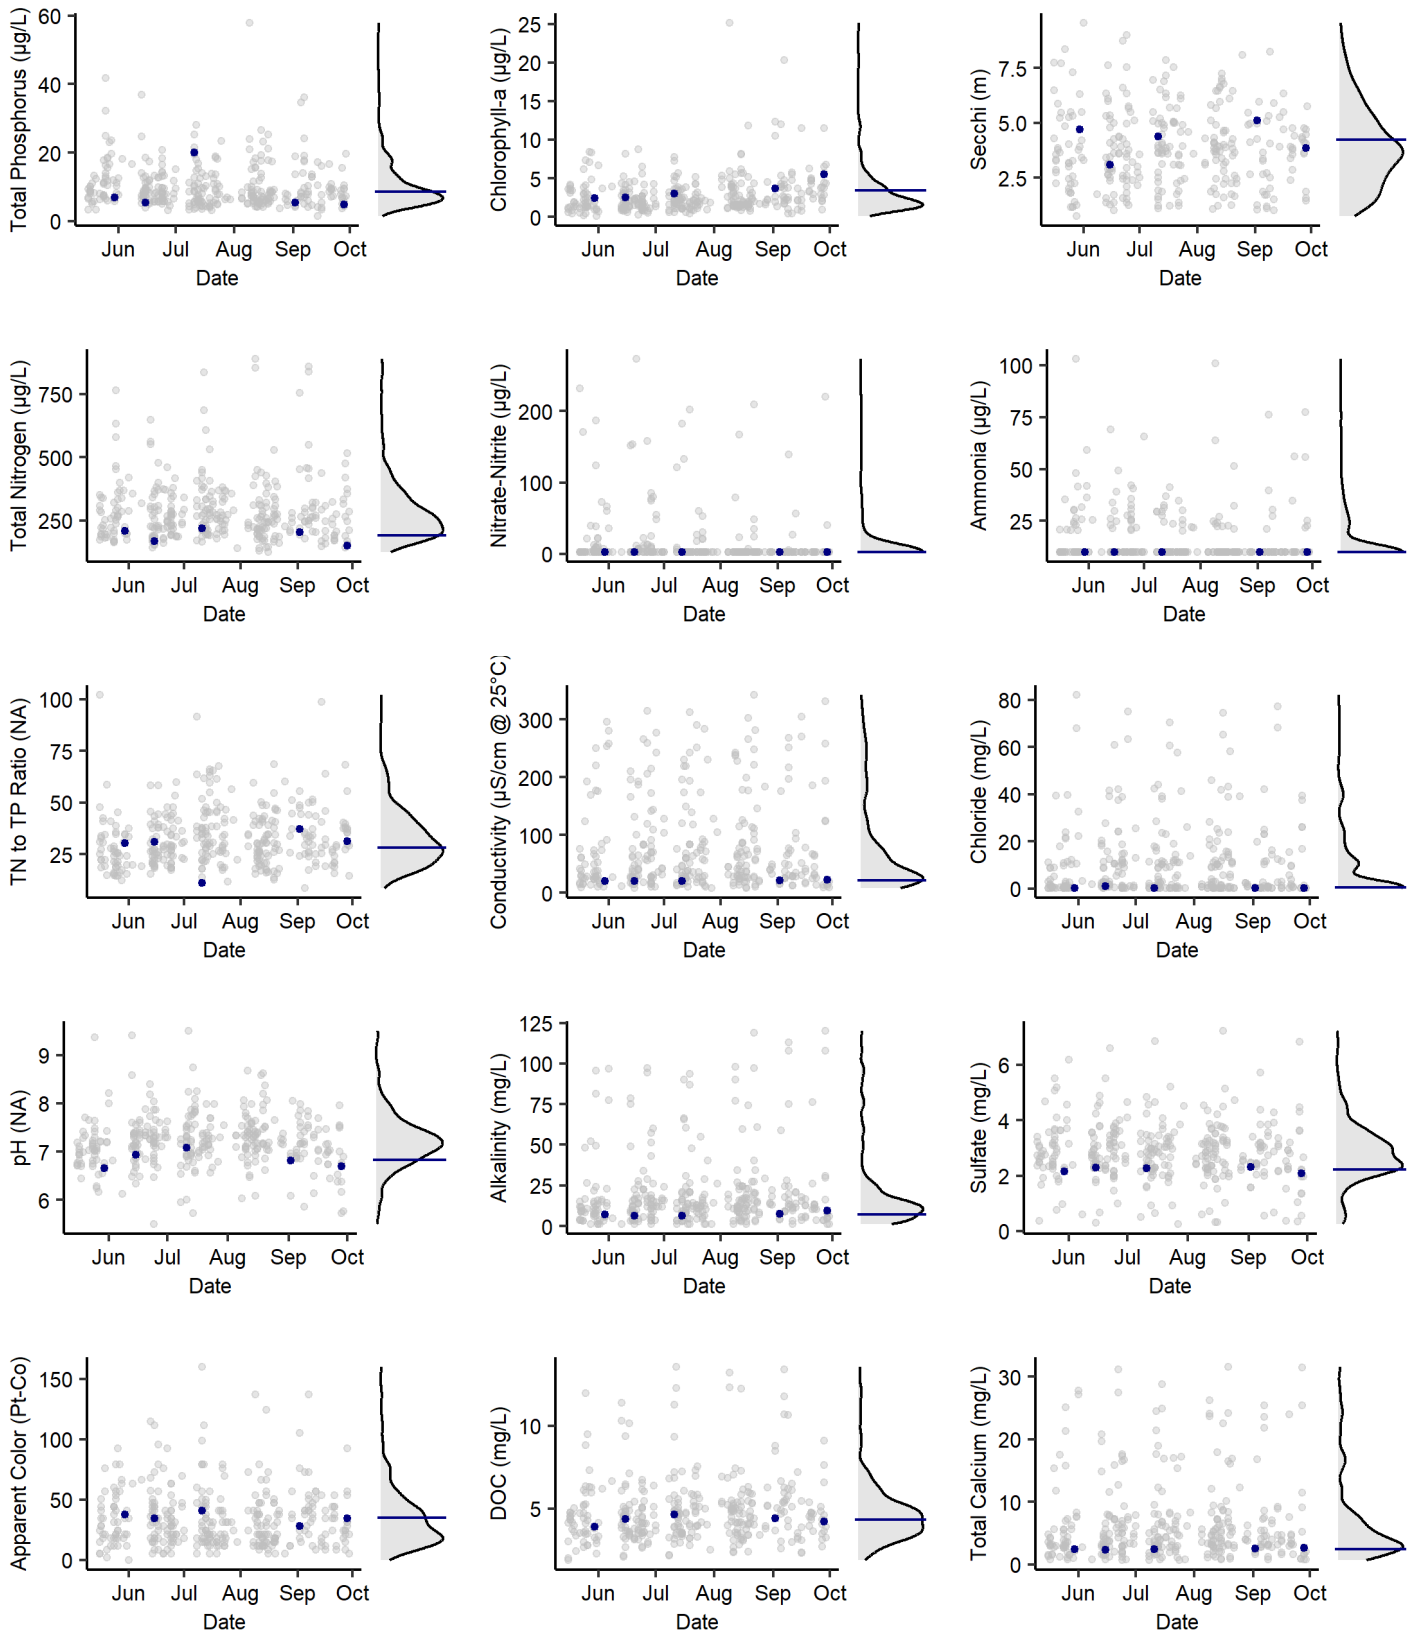 Total Phosphorus (µg/L)
60
40
20
0
Jun Jul Aug Sep Oct
Date
Chlorophyll-a (µg/L)
25
20
15
10
5
0
Jun Jul Aug Sep Oct
Date
Secchi (m)
7.5
5.0
2.5
Jun Jul Aug Sep Oct
Date
Total Nitrogen (µg/L)
750
500
250
Jun Jul Aug Sep Oct
Date
Nitrate-Nitrite (µg/L)
200
100
0
Jun Jul Aug Sep Oct
Date
Ammonia (µg/L)
100
75
50
25
Jun Jul Aug Sep Oct
Date
TN to TP Ratio (NA)
100
75
50
25
Jun Jul Aug Sep Oct
Date
Conductivity (µS/cm @ 25°C)
300
200
100
0
Jun Jul Aug Sep Oct
Date
Chloride (mg/L)
80
60
40
20
0
Jun Jul Aug Sep Oct
Date
pH (NA)
9
8
7
6
Jun Jul Aug Sep Oct
Date
Alkalinity (mg/L)
125
100
75
50
25
0
Jun Jul Aug Sep Oct
Date
Sulfate (mg/L)
6
4
2
0
Jun Jul Aug Sep Oct
Date
Apparent Color (Pt-Co)
150
100
50
0
Jun Jul Aug Sep Oct
Date
DOC (mg/L)
10
5
Jun Jul Aug Sep Oct
Date
Total Calcium (mg/L)
30
20
10
0
Jun Jul Aug Sep Oct
Date